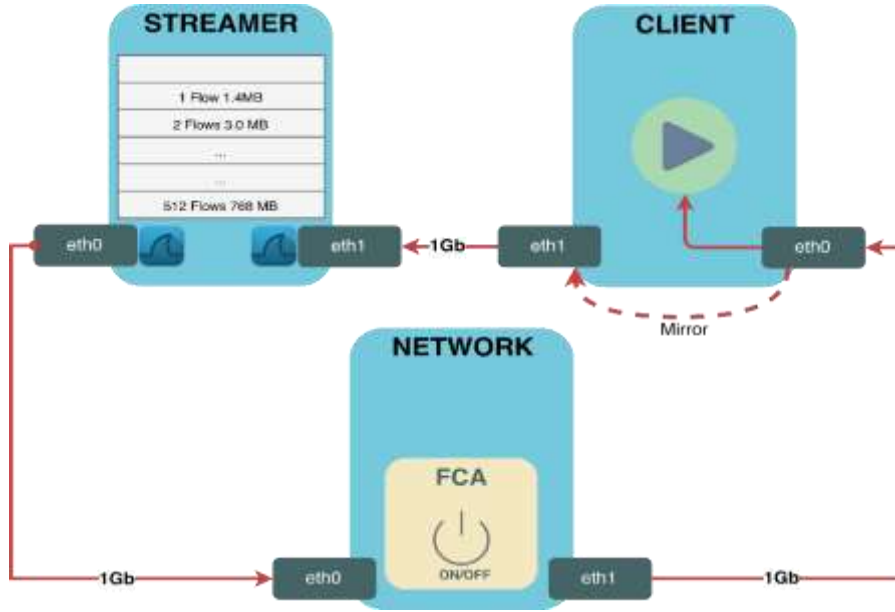 STREAMER
1 Flow 1.4MB
2 Flows 3.0 MB
...
...
512 Flows 768 MB
eth0
eth1
1Gb
CLIENT
eth1
eth0
Mirror
NETWORK
FCA
ON/OFF
1Gb
eth0
eth1
1Gb